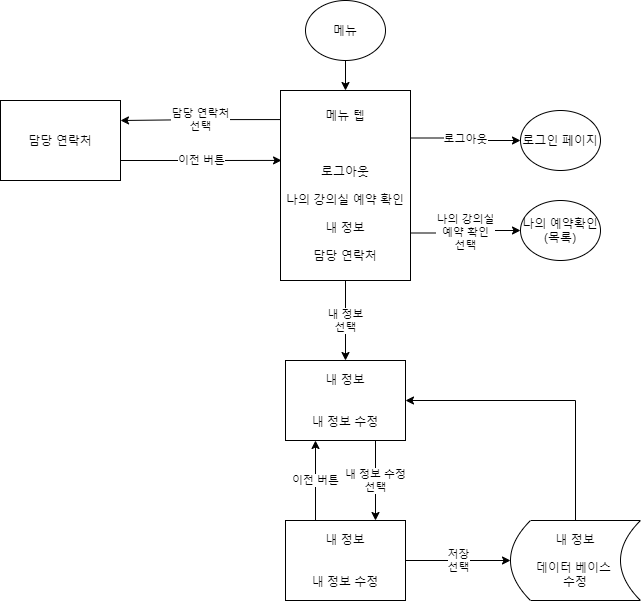 메뉴
담당 연락처
선택
메뉴 텝
담당 연락처
이전 버튼
로그아웃
로그인 페이지
로그아웃
나의 강의실 예약 확인
내 정보
담당 연락처
나의 강의실
예약 확인
선택
나의 예약확인
(목록)
내 정보
선택
내 정보
내 정보 수정
이전 버튼
내 정보 수정
선택
내 정보
내 정보 수정
저장
선택
내 정보
데이터 베이스
수정